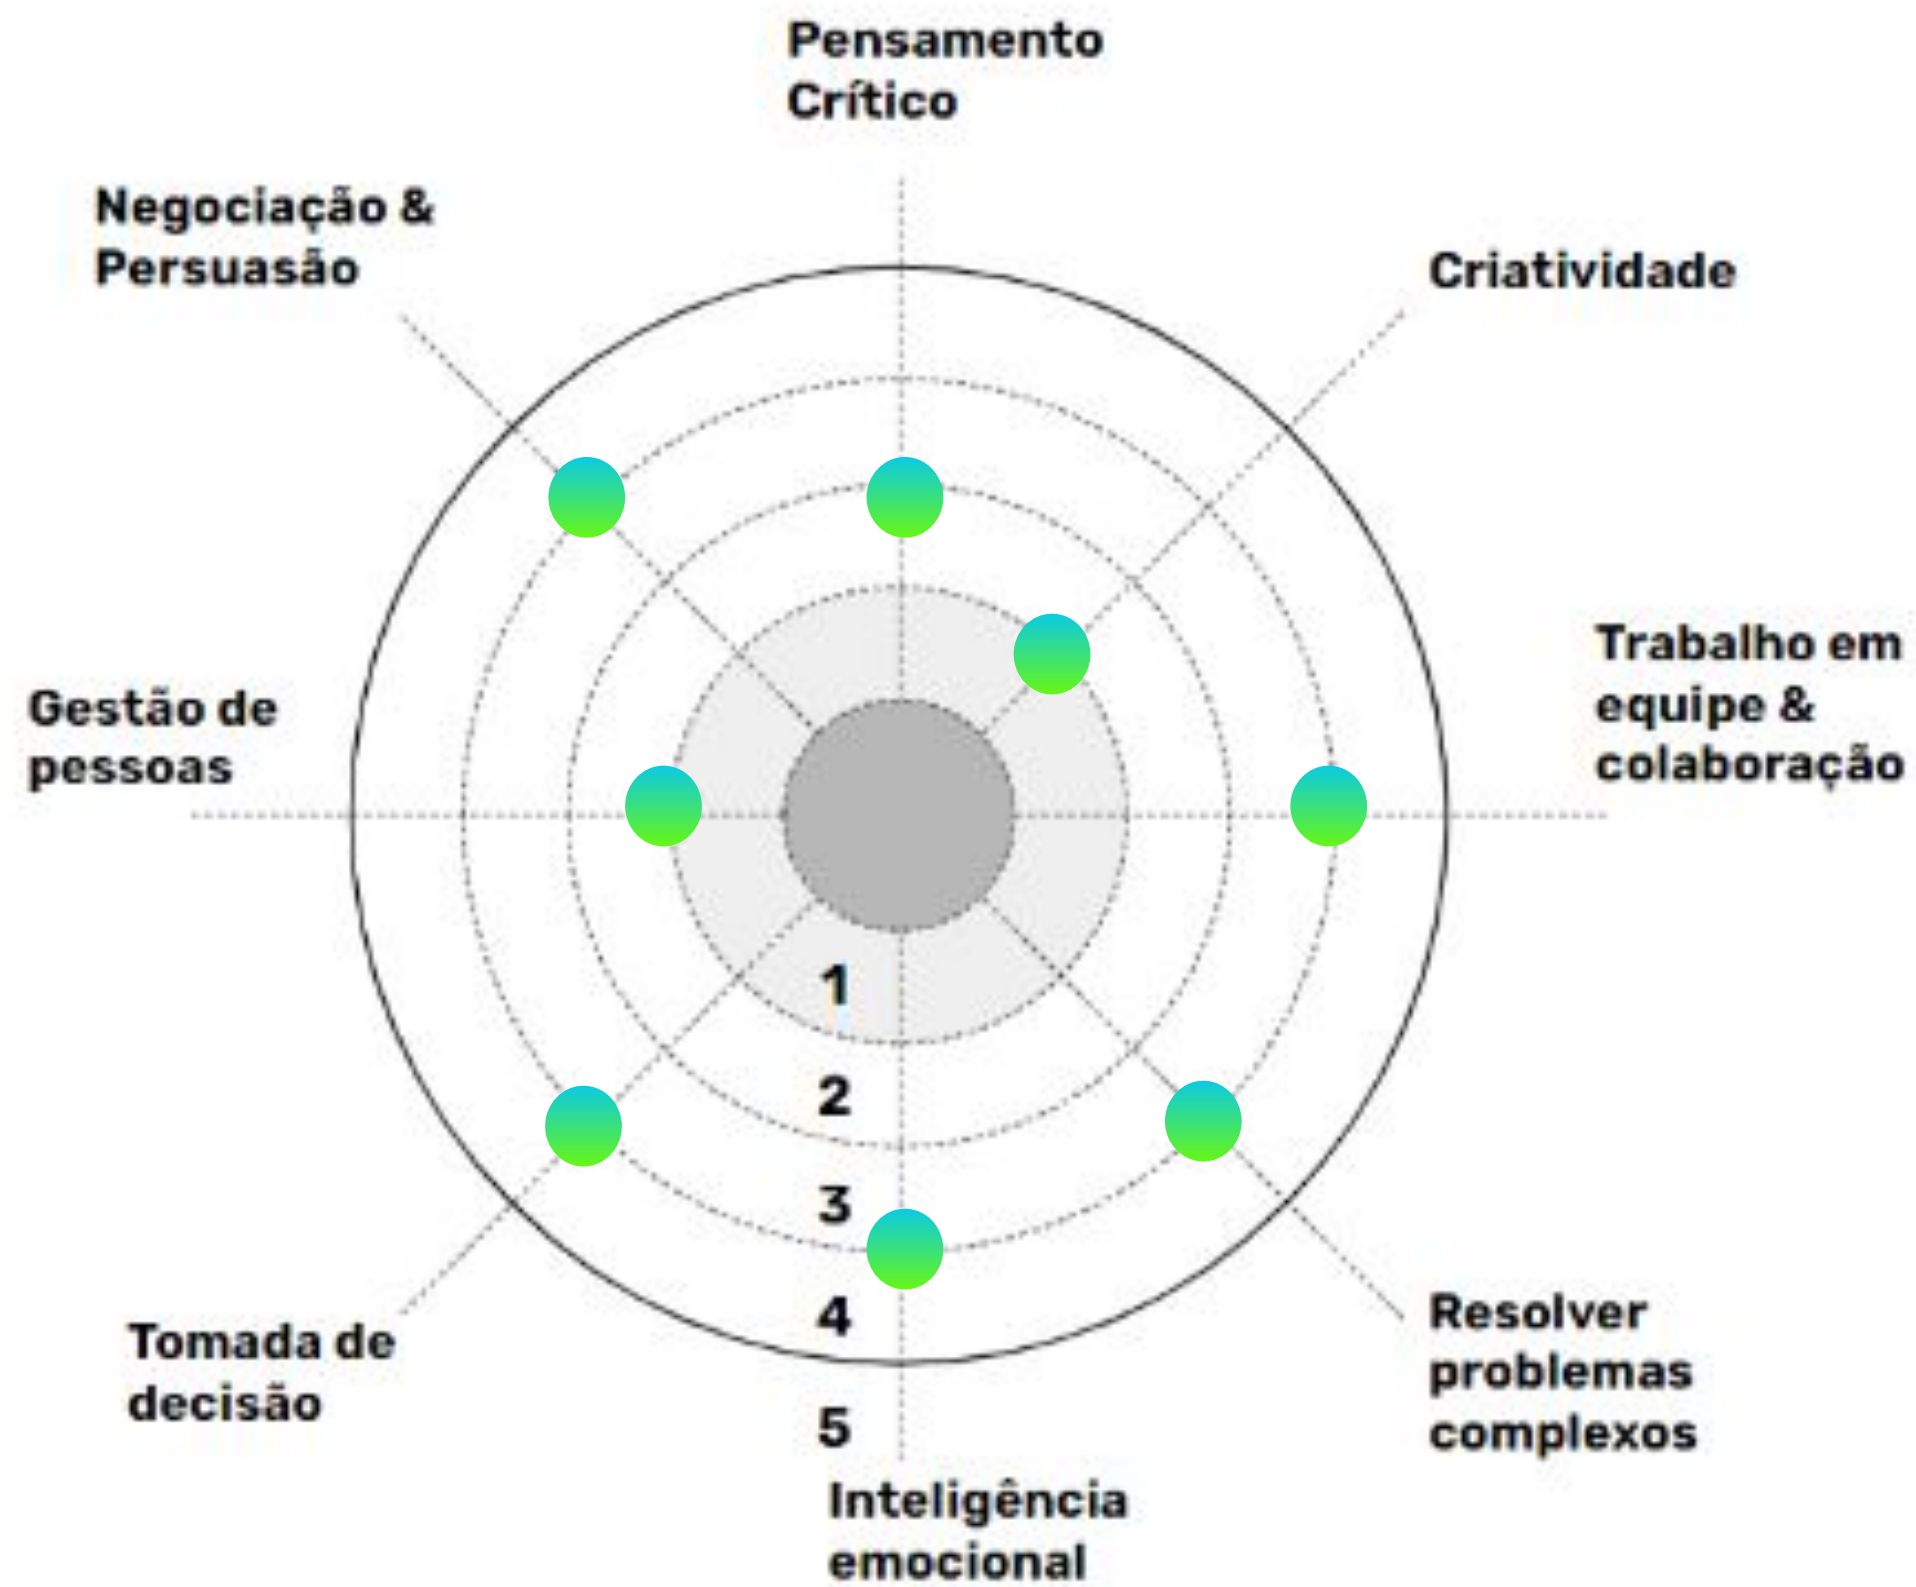 Pensamento
Crítico
Negociação &
Persuasão
Criatividade
Trabalho em
equipe &
colaboração
Gestão de
pessoas
1
2
3
4
5
Tomada de
decisão
Resolver
problemas
complexos
Inteligência
emocional